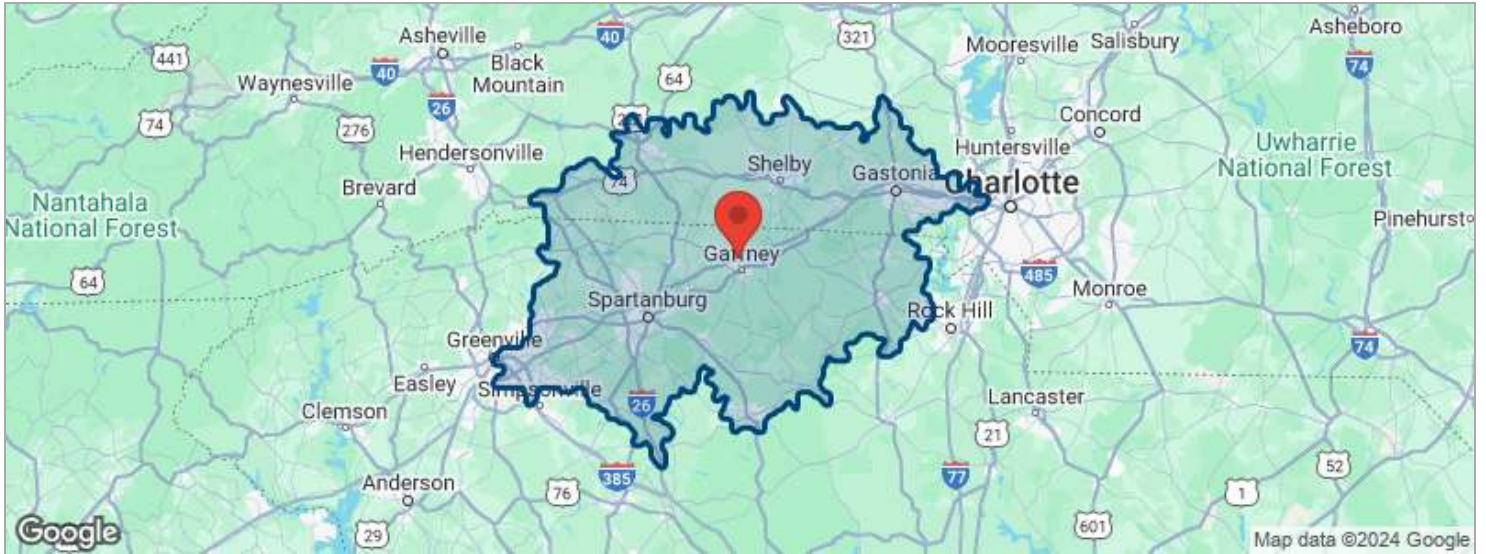 Asheboro
Asheville
321
40
Mooresville
Salisbury
441
Black
Mountain
74
40
64
Waynesville
26
Concord
74
276
Huntersville
Uwharrie
National Forest
Hendersonville
Shelby
Gastonia
Charlotte
74
Brevard
Nantahala
National Forest
Pinehurst
Gaffney
485
64
Monroe
Spartanburg
Rock Hill
Greenville
74
Easley
Simpsonville
Lancaster
26
Clemson
21
52
385
77
Anderson
76
1
29
601
Google
Map data ©2024 Google